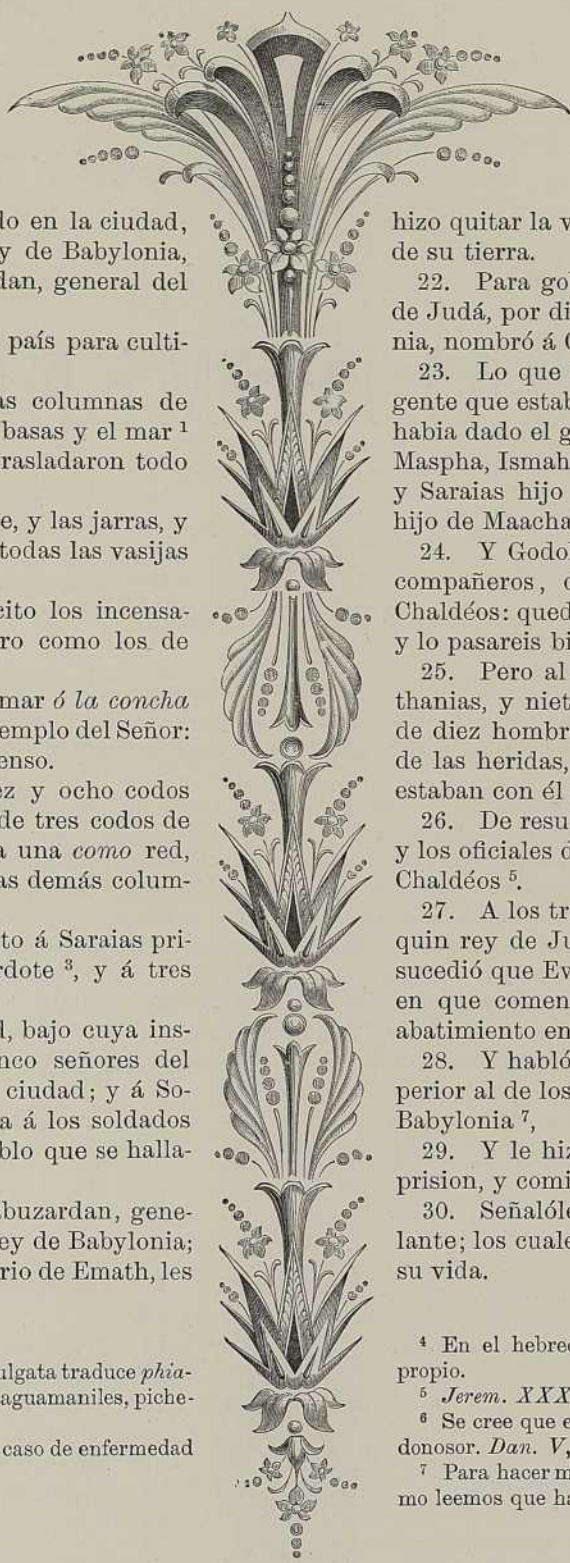 do en la ciudad,
y de Babylonia,
dan, general del
país para culti-
as columnas de
basas y el mar ¹
rasladaron todo
e, y las jarras, y
todas las vasijas
cito los incensa-
ro como los de
mar ó la concha
emplo del Señor:
enso.
ez y ocho codos
de tres codos de
a una como red,
as demás colum-
to á Saraias pri-
rdote ³, y á tres
d, bajo cuya ins-
nco señores del
ciudad; y á So-
a á los soldados
blo que se halla-
buzardan, gene-
ey de Babylonia;
rio de Emath, les
ulgata traduce phia-
aguamaniles, piche-
caso de enfermedad
hizo quitar la v
de su tierra.
22. Para gob
de Judá, por di
nia, nombró á G
23. Lo que
gente que estab
habia dado el g
Maspha, Ismah
y Saraias hijo
hijo de Maacha
24. Y Godol
compañeros, d
Chaldéos: qued
y lo pasareis bi
25. Pero al
thanias, y niet
de diez hombr
de las heridas,
estaban con él
26. De resu
y los oficiales d
Chaldéos ⁵.
27. A los tr
quin rey de Ju
sucedió que Ev
en que comen
abatimiento en
28. Y habló
perior al de los
Babylonia ⁷,
29. Y le hiz
prision, y comi
30. Señalóle
lante; los cuale
su vida.
⁴ En el hebreo
propio.
⁵ Jerem. XXX
⁶ Se cree que e
donosor. Dan. V,
⁷ Para hacer m
mo leemos que ha